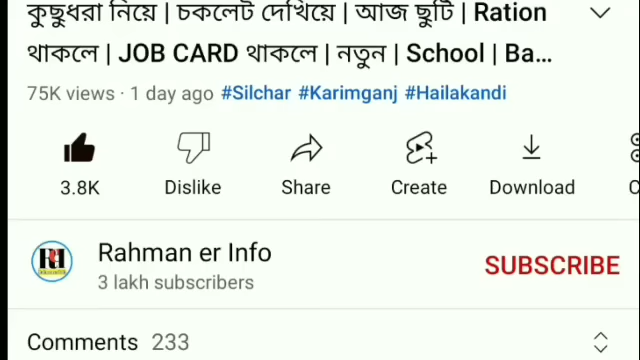 কুছুধরা নিয়ে | চকলেট দেখিয়ে | আজ ছুটি | Ration
থাকলে | JOB CARD থাকলে | নতুন | School | Ba...
75K views · 1 day ago #Silchar #Karimganj #Hailakandi
3.8K Dislike Share Create Download
Rahman er Info
3 lakh subscribers
SUBSCRIBE
Comments 233